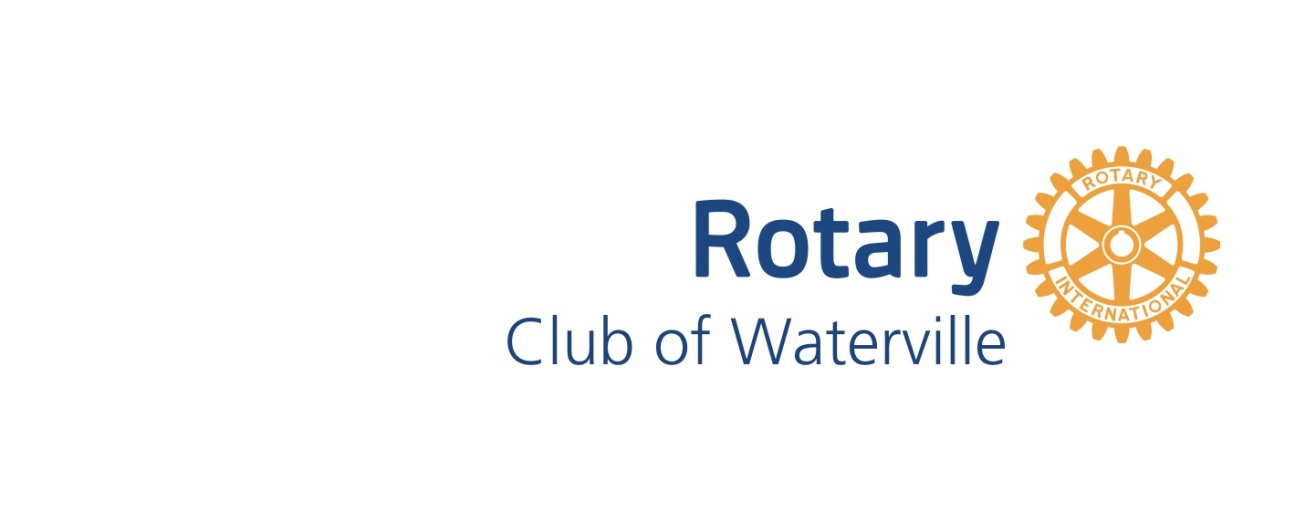 Rotary
Club of Waterville
ROTARY
INTERNATIONAL